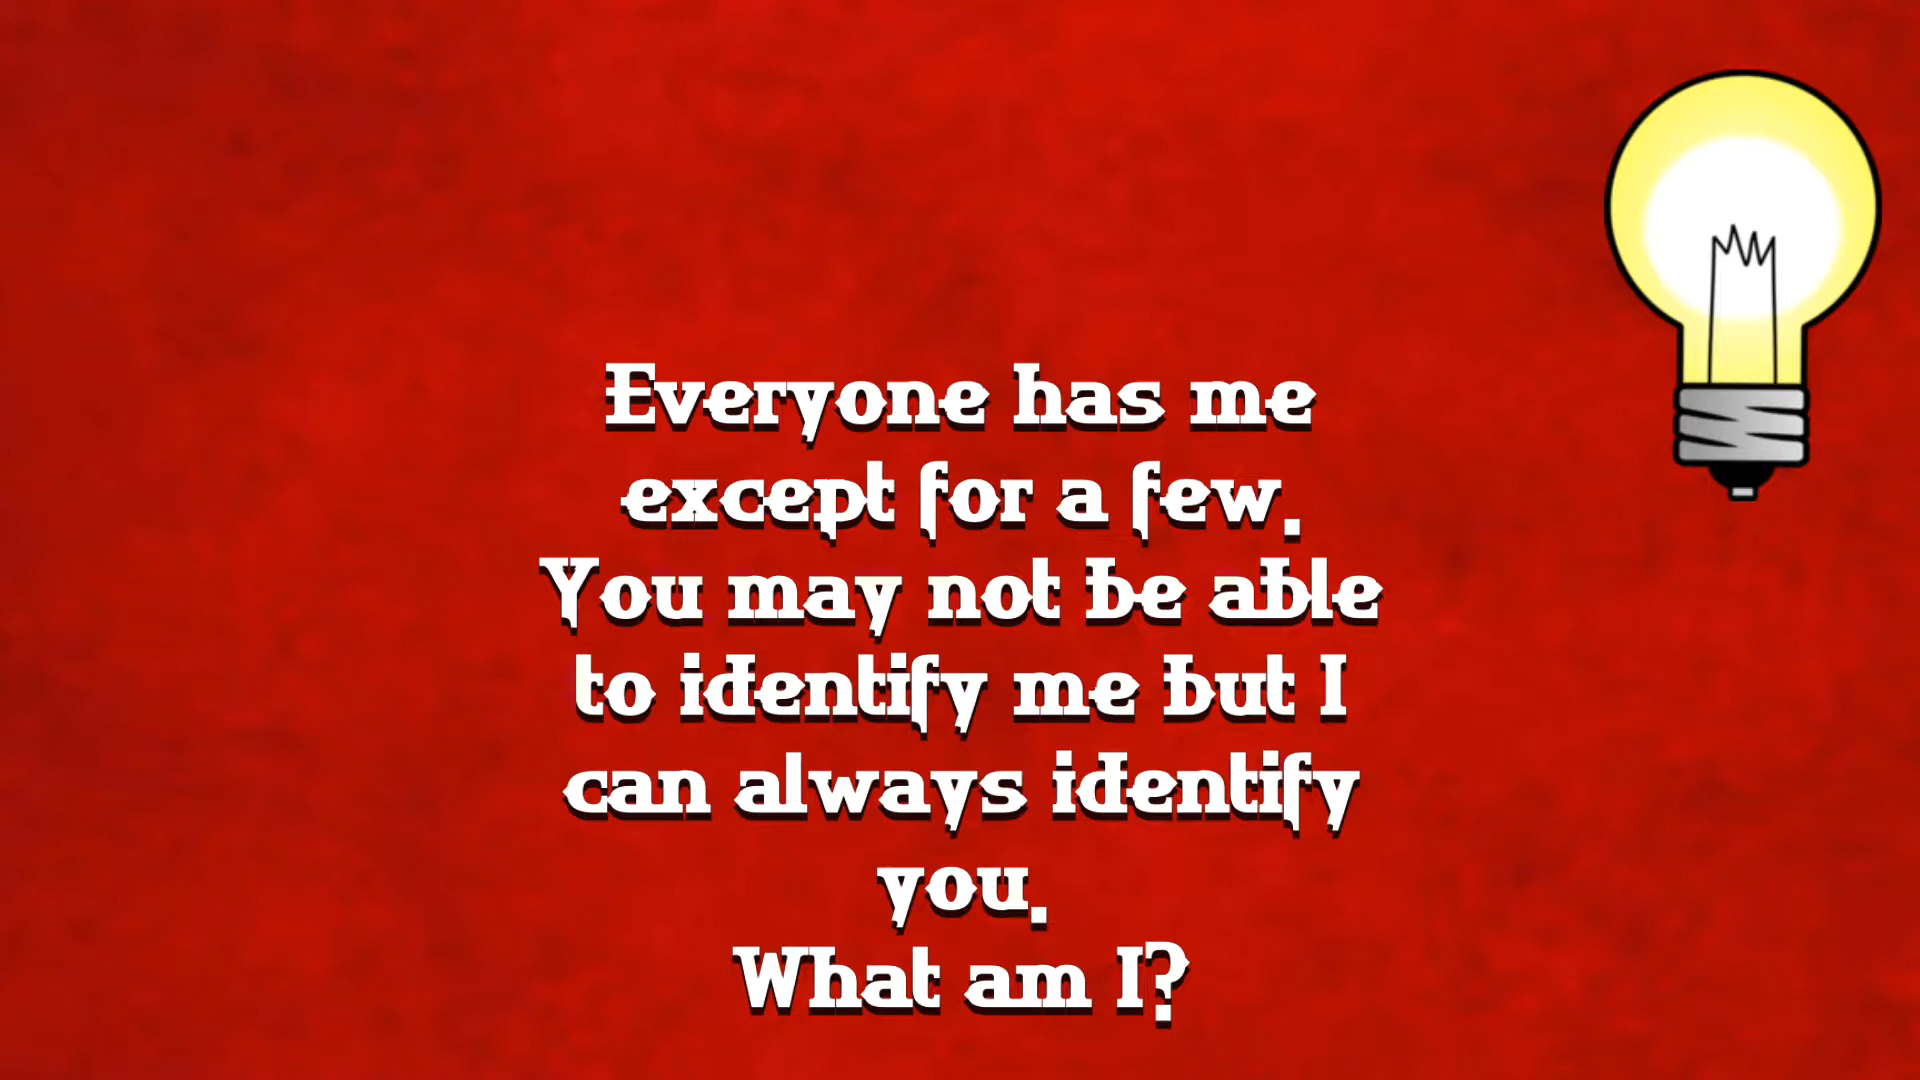 Everyone has me
except for a few.
You may not be able
to identify me but I
can always identify
you.
What am I?